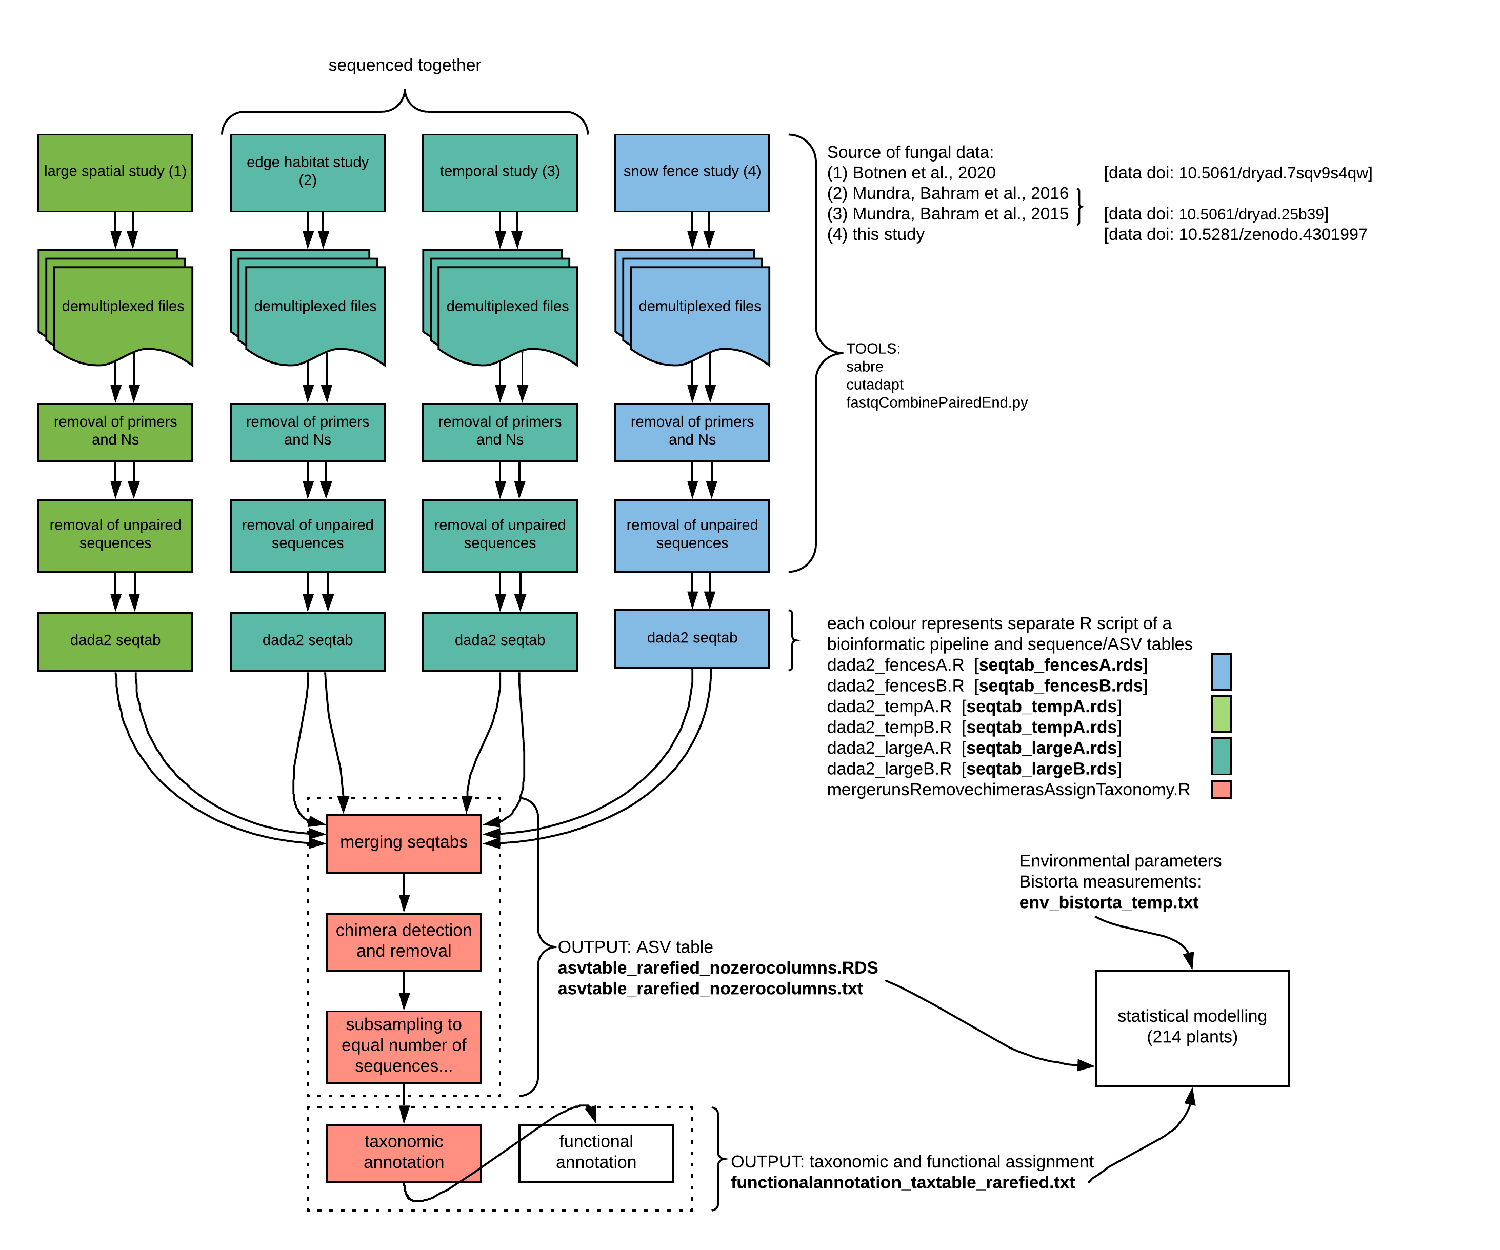 sequenced together
large spatial study (1)
edge habitat study
(2)
temporal study (3)
snow fence study (4)
Source of fungal data:
(1) Botnen et al., 2020 [data doi: 10.5061/dryad.7sqv9s4qw]
(2) Mundra, Bahram et al., 2016
(3) Mundra, Bahram et al., 2015 [data doi: 10.5061/dryad.25b39]
(4) this study [data doi: 10.5281/zenodo.4301997
demultiplexed files
demultiplexed files
demultiplexed files
demultiplexed files
TOOLS:
sabre
cutadapt
fastqCombinePairedEnd.py
removal of primers
and Ns
removal of primers
and Ns
removal of primers
and Ns
removal of primers
and Ns
removal of unpaired
sequences
removal of unpaired
sequences
removal of unpaired
sequences
removal of unpaired
sequences
dada2 seqtab
dada2 seqtab
dada2 seqtab
dada2 seqtab
each colour represents separate R script of a
bioinformatic pipeline and sequence/ASV tables
dada2_fencesA.R [seqtab_fencesA.rds]
dada2_fencesB.R [seqtab_fencesB.rds]
dada2_tempA.R [seqtab_tempA.rds]
dada2_tempB.R [seqtab_tempA.rds]
dada2_largeA.R [seqtab_largeA.rds]
dada2_largeB.R [seqtab_largeB.rds]
mergerunsRemovechimerasAssignTaxonomy.R
merging seqtabs
chimera detection
and removal
subsampling to
equal number of
sequences...
OUTPUT: ASV table
asvtable_rarefied_nozerocolumns.RDS
asvtable_rarefied_nozerocolumns.txt
Environmental parameters
Bistorta measurements:
env_bistorta_temp.txt
statistical modelling
(214 plants)
taxonomic
annotation
functional
annotation
OUTPUT: taxonomic and functional assignment
functionalannotation_taxtable_rarefied.txt